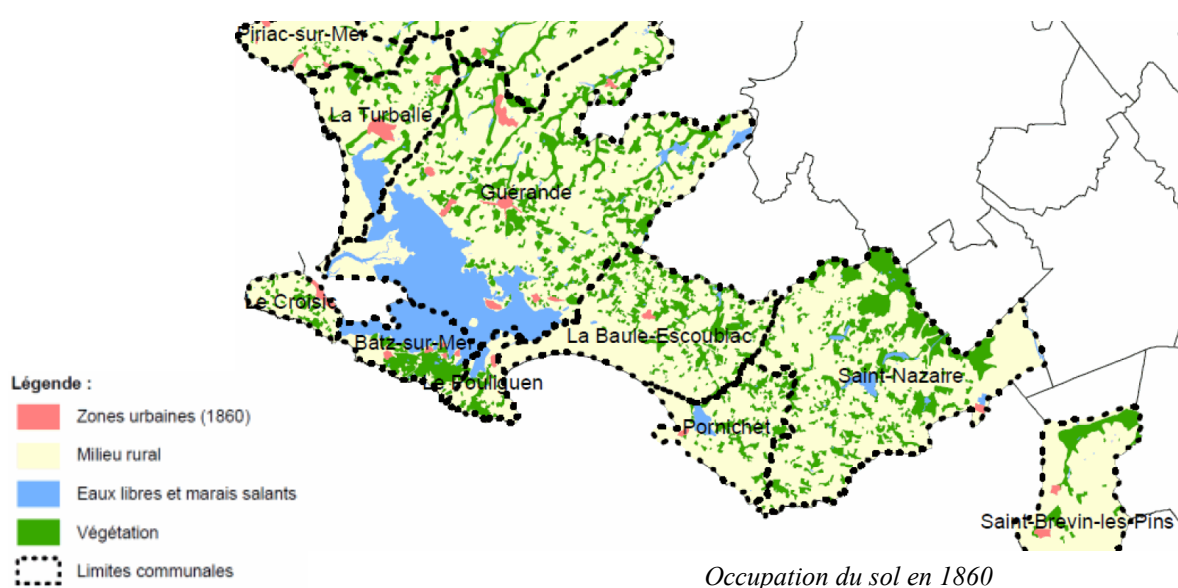 Piriac-sur-Mer
La Turballe
Guérande
Le Croisic
Batz-sur-Mer
La Baule-Escoublac
Le Pouliguen
Saint-Nazaire
Pornichet
Saint-Brevin-les-Pins
Légende :
Zones urbaines (1860)
Milieu rural
Eaux libres et marais salants
Végétation
Limites communales
Occupation du sol en 1860